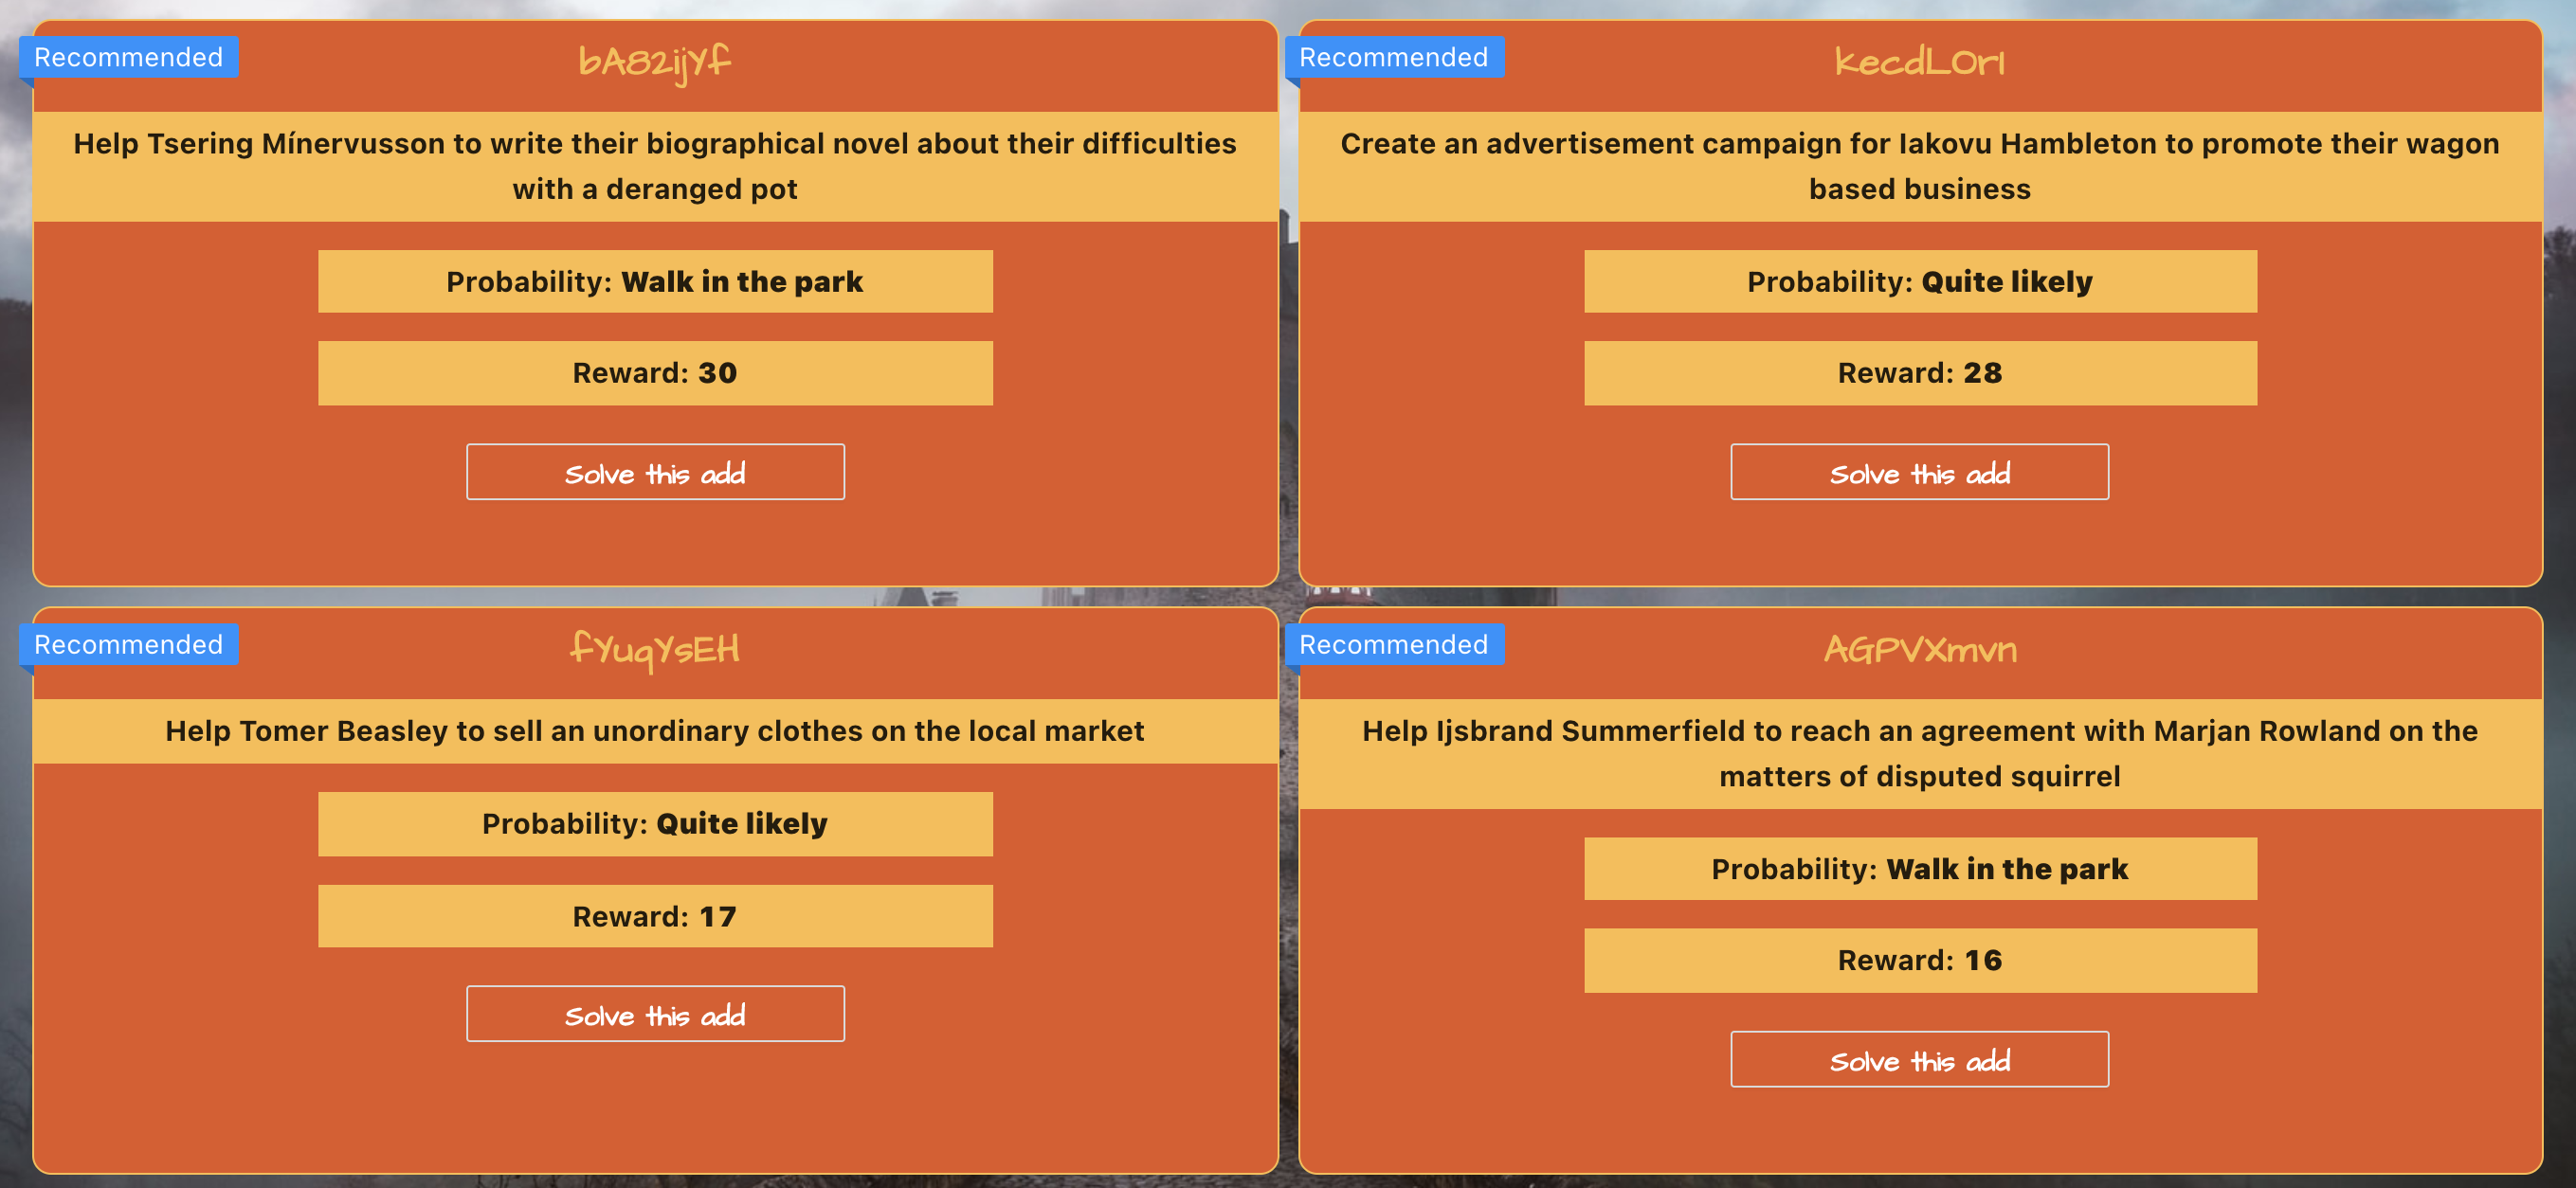 Recommended
bA82ijYf
Help Tsering Mínervusson to write their biographical novel about their difficulties
with a deranged pot
Probability: Walk in the park
Reward: 30
Solve this add
Recommended
kecdLOr1
Create an advertisement campaign for Iakovu Hambleton to promote their wagon
based business
Probability: Quite likely
Reward: 28
Solve this add
Recommended
fYuqYsEH
Help Tomer Beasley to sell an unordinary clothes on the local market
Probability: Quite likely
Reward: 17
Solve this add
Recommended
AGPVXmvn
Help Ijsbrand Summerfield to reach an agreement with Marjan Rowland on the
matters of disputed squirrel
Probability: Walk in the park
Reward: 16
Solve this add